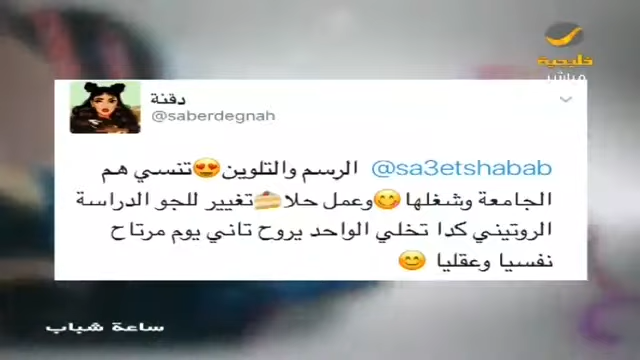 خليجية
مباشر
دقنة
@saberdegnah
@sa3etshabab الرسم والتلوين😍تنسي هم
الجامعة وشغلها😋وعمل حلا🍰تغيير للجو الدراسة
الروتيني كدا تخلي الواحد يروح تاني يوم مرتاح
نفسيا وعقليا 😊
ساعة شباب